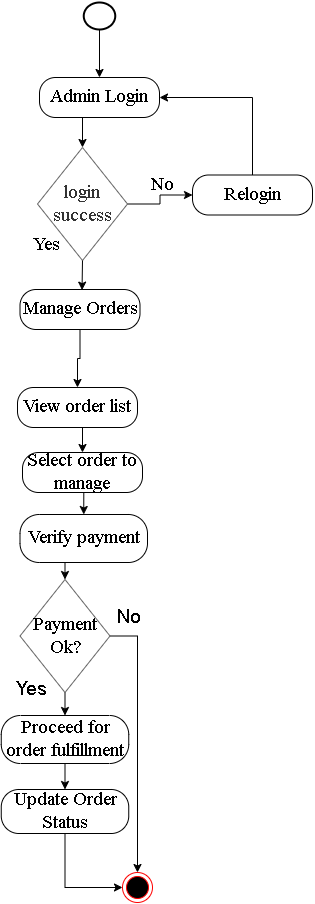 Admin Login
login
success
No
Relogin
Yes
Manage Orders
View order list
Select order to
manage
Verify payment
Payment
Ok?
No
Yes
Proceed for
order fulfillment
Update Order
Status